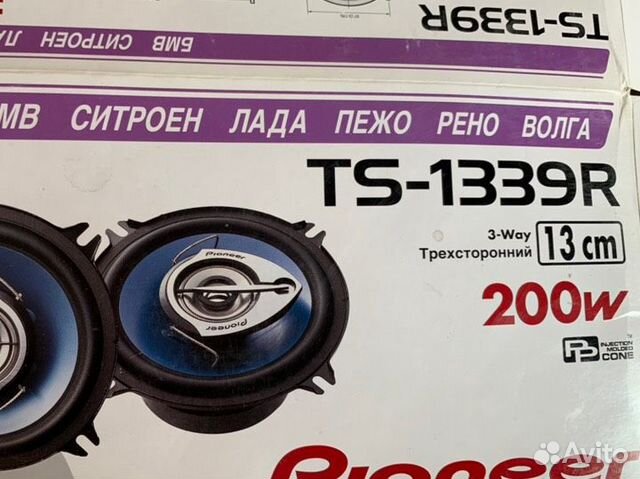 TS-1339R
БМВ СИТРОЕН ЛА
МВ СИТРОЕН ЛАДА ПЕЖО РЕНО ВОЛГА
TS-1339R
3-Way
Трехсторонний
13 cm
200w
INJECTION
MOLDED
CONE
Pioneer
Pioneer
Pioneer
Avito